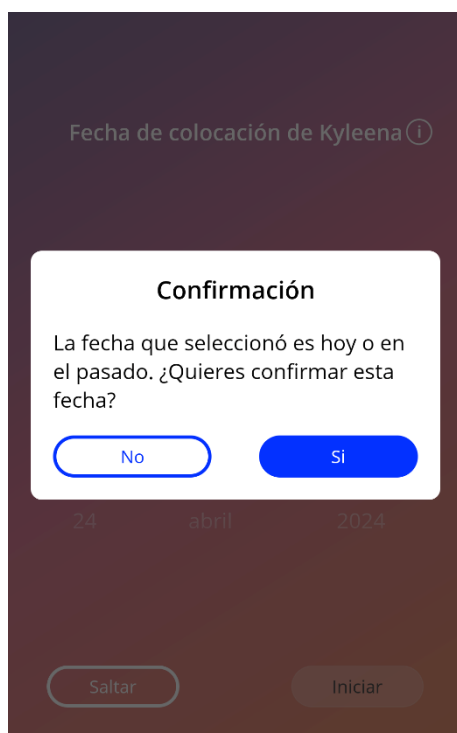 Fecha de colocación de Kyleena
Confirmación
La fecha que seleccionó es hoy o en
el pasado. ¿Quieres confirmar esta
fecha?
No Si
24 abril 2024
Saltar Iniciar